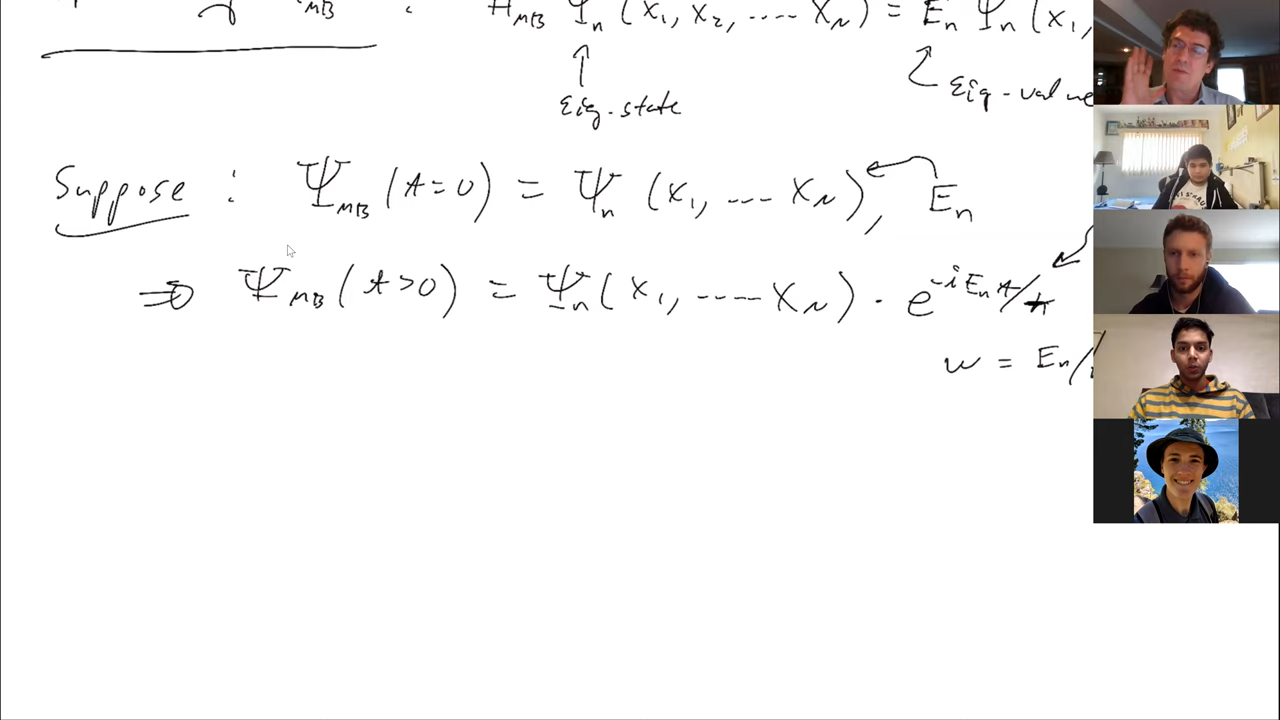 MB : H_MB Ψ_n (x_1, x_2, .... x_N) = E_n Ψ_n (x_1,
Eig-state
Eig-value
Suppose : Ψ_MB (t=0) = Ψ_n (x_1, --- x_N), E_n
⇒ Ψ_MB (t>0) = Ψ_n (x_1, ---- x_N) · e^{-iE_n t/ħ}
w = E_n/